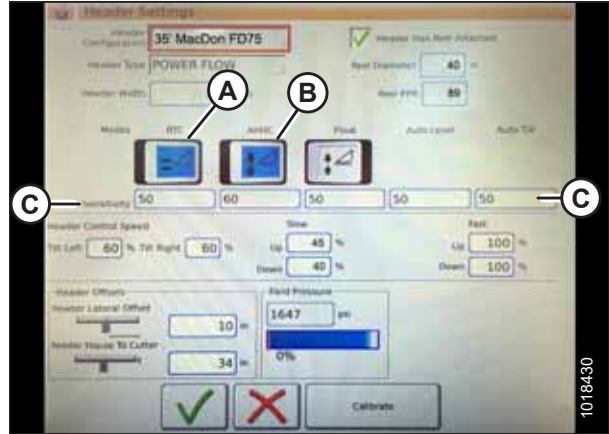 Header Settings
Header Configuration 35' MacDon FD75 Header Has Reel Attached
Header Type POWER FLOW Reel Diameter 40 in
Header Width Reel PPR 89
A B
Modes RTC AHHC Float Auto Level Auto Tilt
C Sensitivity 50 60 50 50 50 C
Header Control Speed Slow Fast
Tilt Left 60 % Tilt Right 60 % Up 45 % Up 100 %
Down 40 % Down 100 %
Header Offsets Field Pressure
Header Lateral Offset 1647 psi
10 in
Feeder House To Cutter 0%
34 in
Calibrate
1018430